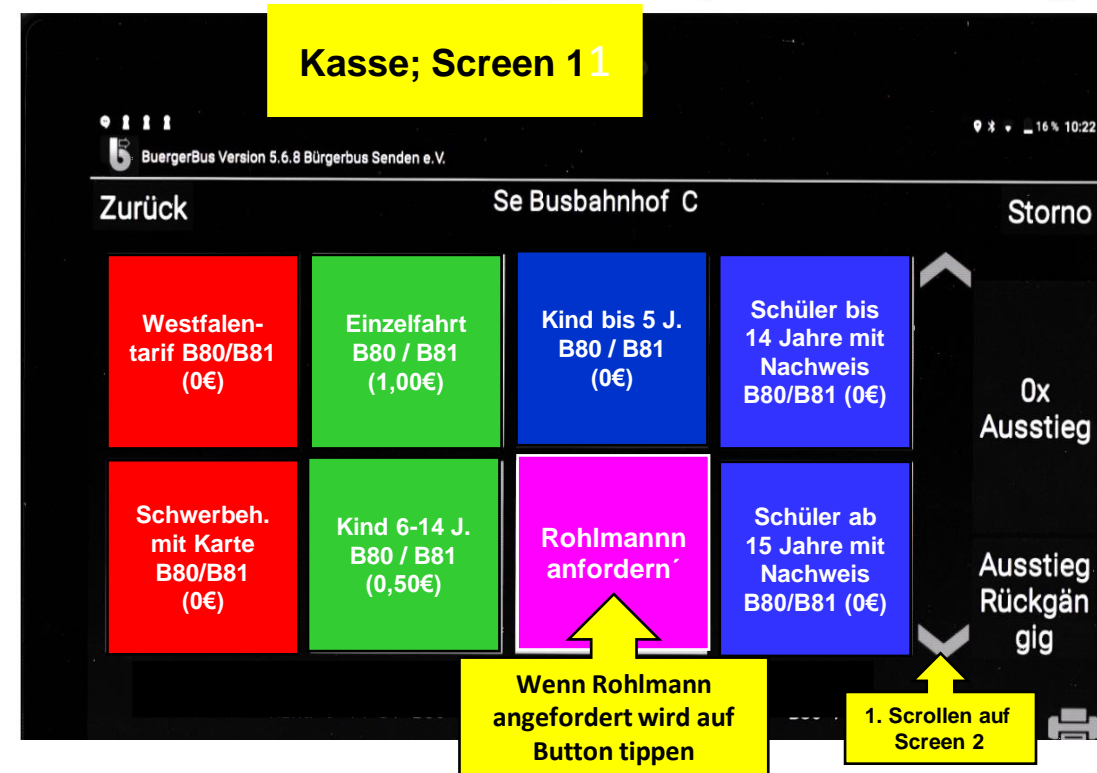 Kasse; Screen 11
16% 10:22
BuergerBus Version 5.6.8 Bürgerbus Senden e.V.
Zurück
Se Busbahnhof C
Storno
Westfalen-
tarif B80/B81
(0€)
Einzelfahrt
B80 / B81
(1,00€)
Kind bis 5 J.
B80 / B81
(0€)
Schüler bis
14 Jahre mit
Nachweis
B80/B81 (0€)
0x
Ausstieg
Schwerbeh.
mit Karte
B80/B81
(0€)
Kind 6-14 J.
B80 / B81
(0,50€)
Rohlmannn
anfordern´
Schüler ab
15 Jahre mit
Nachweis
B80/B81 (0€)
Ausstieg
Rückgän
gig
Wenn Rohlmann
angefordert wird auf
Button tippen
1. Scrollen auf
Screen 2